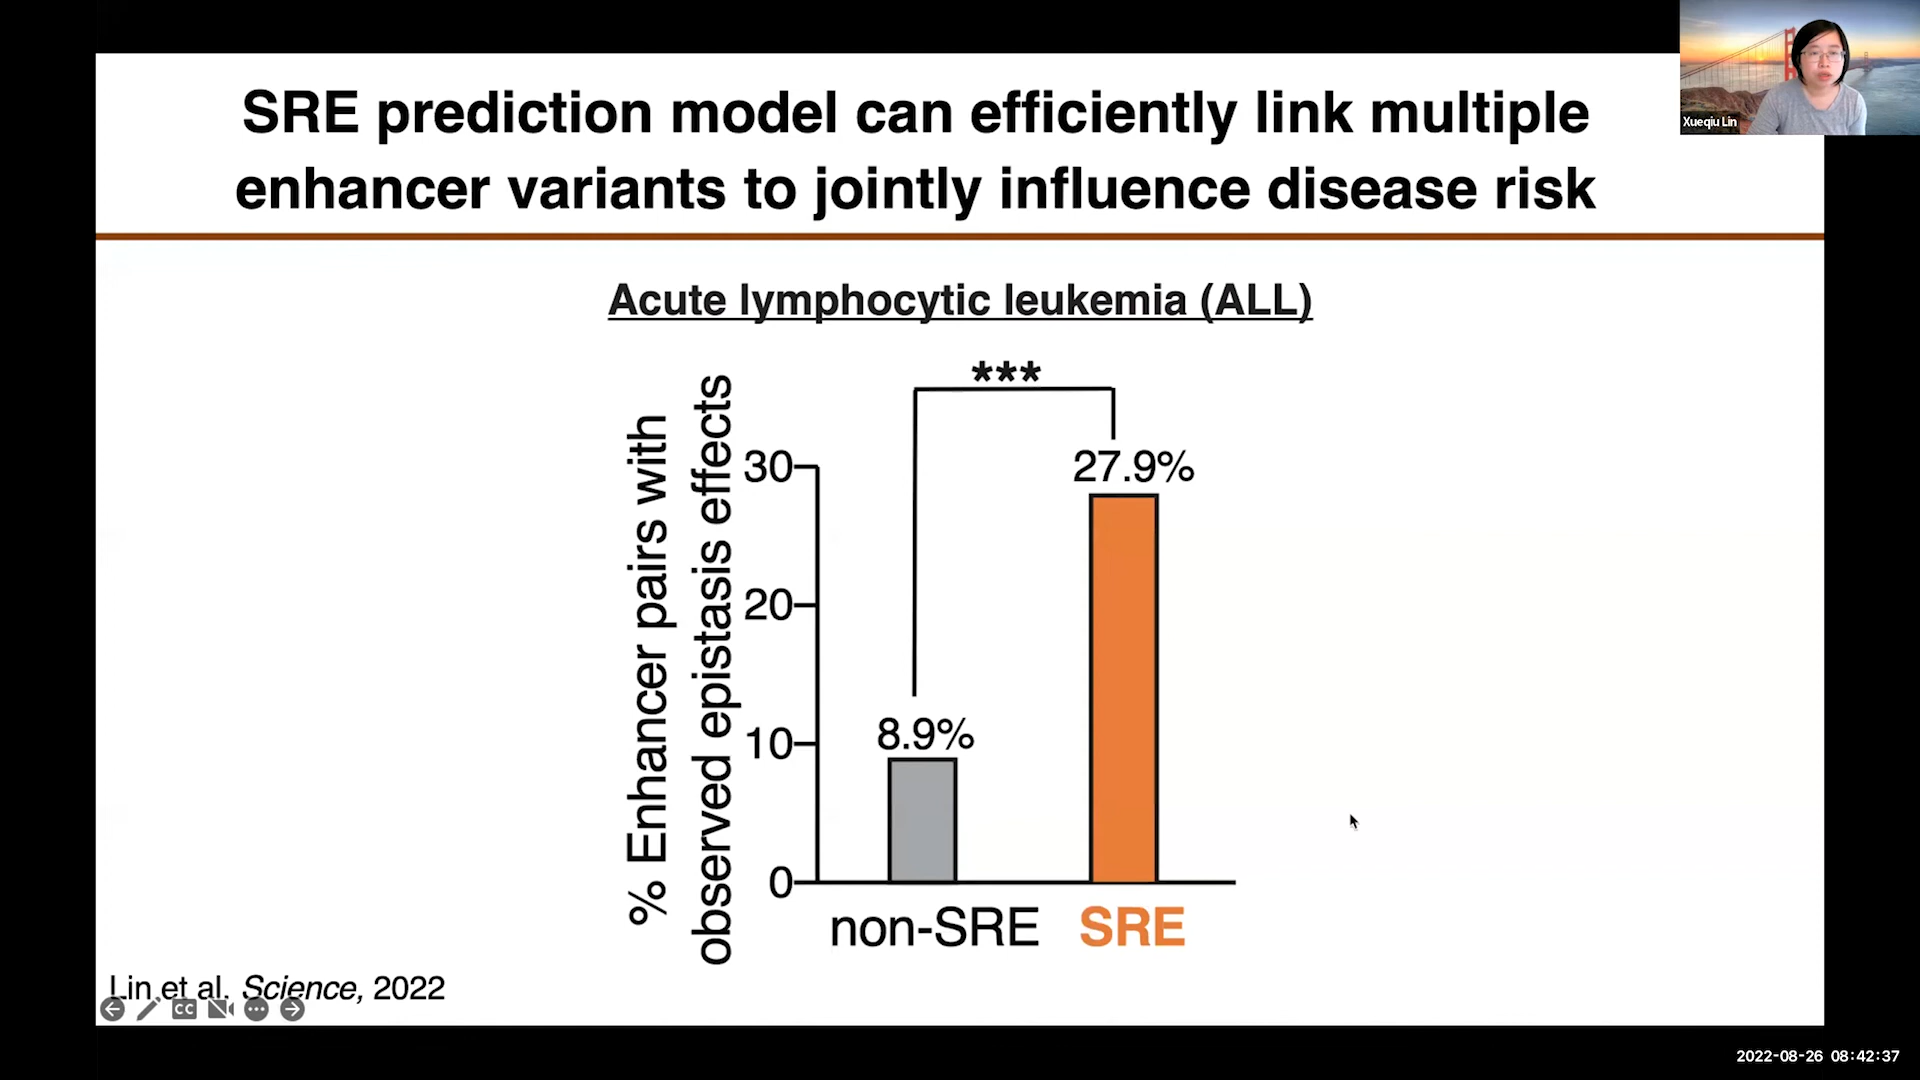 SRE prediction model can efficiently link multiple
enhancer variants to jointly influence disease risk
Xueqiu Lin
Acute lymphocytic leukemia (ALL)
***
% Enhancer pairs with
observed epistasis effects
30
20
10
0
27.9%
8.9%
non-SRE
SRE
Lin et al. Science, 2022
CC
2022-08-26 08:42:37